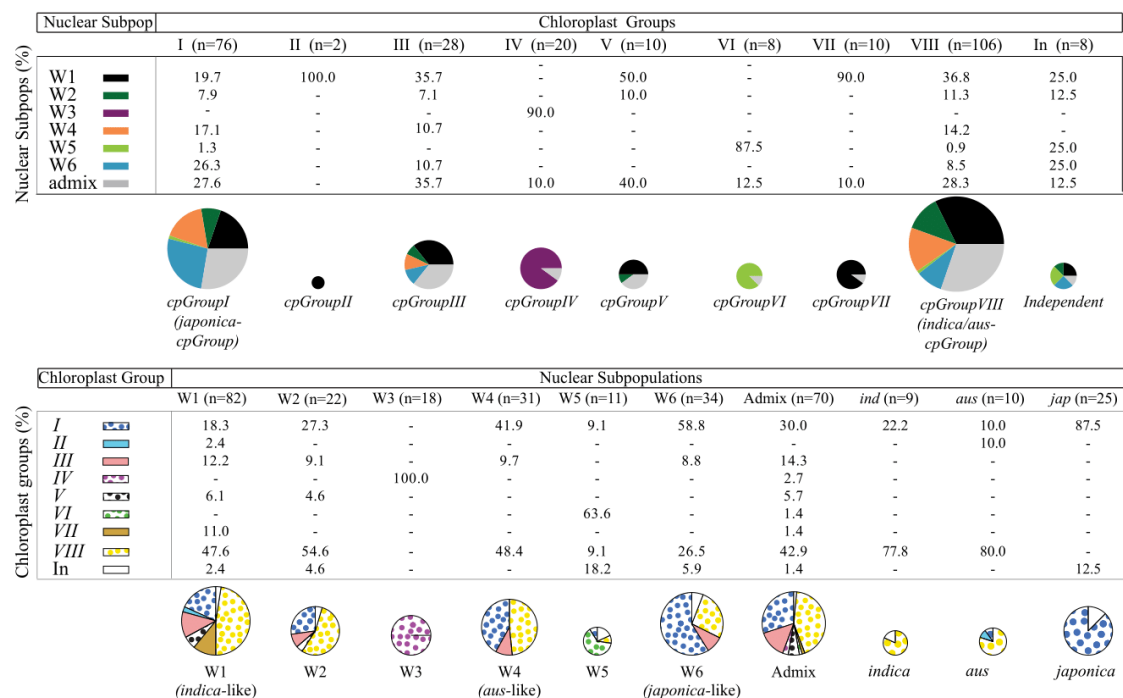 Nuclear Subpop Chloroplast Groups
I (n=76) II (n=2) III (n=28) IV (n=20) V (n=10) VI (n=8) VII (n=10) VIII (n=106) In (n=8)
Nuclear Subpops (%)
- -
W1 19.7 100.0 35.7 - 50.0 - 90.0 36.8 25.0
W2 7.9 - 7.1 - 10.0 - - 11.3 12.5
W3 - - - 90.0 - - - - -
W4 17.1 - 10.7 - - - - 14.2 -
W5 1.3 - - - - 87.5 - 0.9 25.0
W6 26.3 - 10.7 - - - - 8.5 25.0
admix 27.6 - 35.7 10.0 40.0 12.5 10.0 28.3 12.5
cpGroupI cpGroupII cpGroupIII cpGroupIV cpGroupV cpGroupVI cpGroupVII cpGroupVIII Independent
(japonica- (indica/aus-
cpGroup) cpGroup)
Chloroplast Group Nuclear Subpopulations
W1 (n=82) W2 (n=22) W3 (n=18) W4 (n=31) W5 (n=11) W6 (n=34) Admix (n=70) ind (n=9) aus (n=10) jap (n=25)
Chloroplast groups (%)
I 18.3 27.3 - 41.9 9.1 58.8 30.0 22.2 10.0 87.5
II 2.4 - - - - - - - 10.0 -
III 12.2 9.1 - 9.7 - 8.8 14.3 - - -
IV - - 100.0 - - - 2.7 - - -
V 6.1 4.6 - - - - 5.7 - - -
VI - - - - 63.6 - 1.4 - - -
VII 11.0 - - - - - 1.4 - - -
VIII 47.6 54.6 - 48.4 9.1 26.5 42.9 77.8 80.0 -
In 2.4 4.6 - - 18.2 5.9 1.4 - - 12.5
W1 W2 W3 W4 W5 W6 Admix indica aus japonica
(indica-like) (aus-like) (japonica-like)